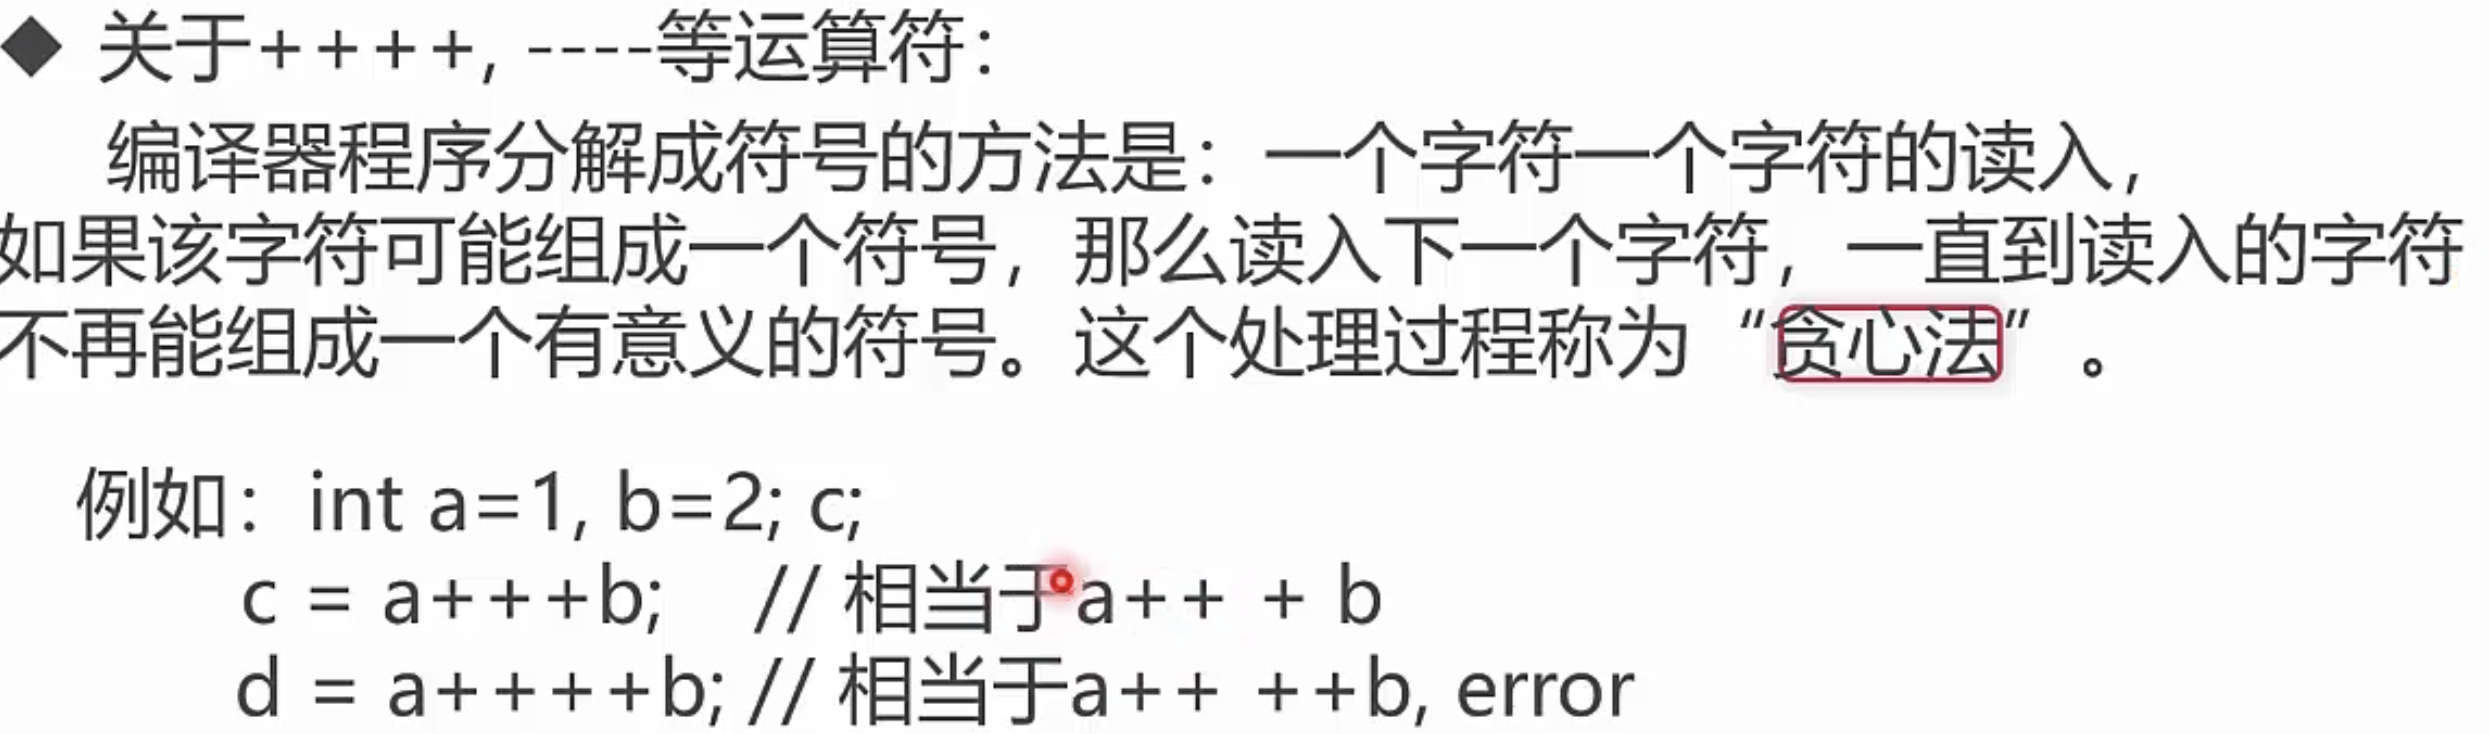 ◆ 关于++++, ----等运算符：
编译器程序分解成符号的方法是：一个字符一个字符的读入，
如果该字符可能组成一个符号，那么读入下一个字符，一直到读入的字符
不再能组成一个有意义的符号。这个处理过程称为“贪心法”。
例如：int a=1, b=2; c;
c = a+++b; // 相当于a++ + b
d = a++++b; // 相当于a++ ++b, error